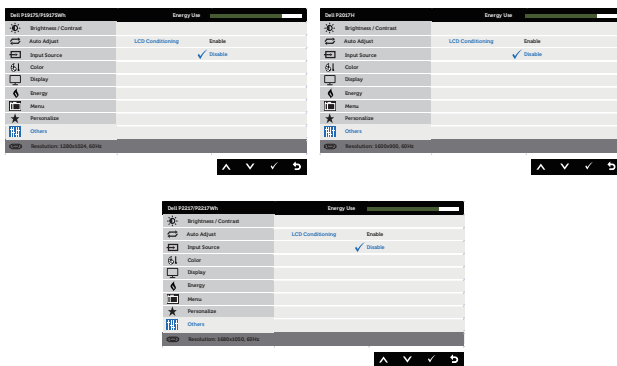 Dell P1917S/P1917SWh Energy Use
Brightness / Contrast
Auto Adjust LCD Conditioning Enable
Input Source Disable
Color
Display
Energy
Menu
Personalize
Others
Resolution: 1280x1024, 60Hz
Dell P2017H Energy Use
Brightness / Contrast
Auto Adjust LCD Conditioning Enable
Input Source Disable
Color
Display
Energy
Menu
Personalize
Others
Resolution: 1600x900, 60Hz
Dell P2217/P2217Wh Energy Use
Brightness / Contrast
Auto Adjust LCD Conditioning Enable
Input Source Disable
Color
Display
Energy
Menu
Personalize
Others
Resolution: 1680x1050, 60Hz